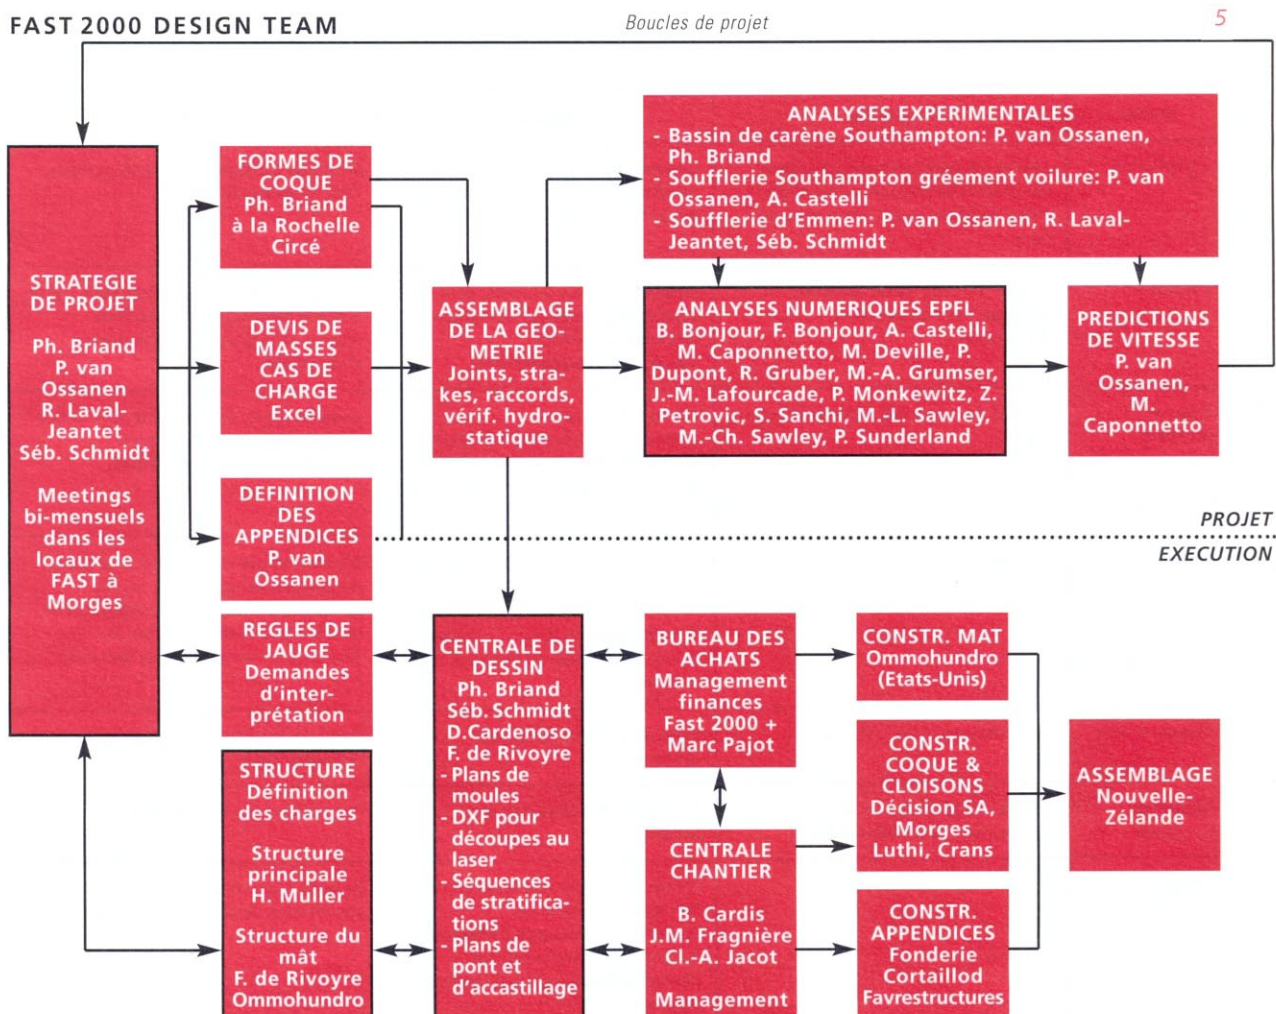 FAST 2000 DESIGN TEAM
Boucles de projet
5
STRATEGIE
DE PROJET
Ph. Briand
P. van
Ossanen
R. Laval-
Jeantet
Séb. Schmidt
Meetings
bi-mensuels
dans les
locaux de
FAST à
Morges
FORMES DE
COQUE
Ph. Briand
à la Rochelle
Circé
DEVIS DE
MASSES
CAS DE
CHARGE
Excel
DEFINITION
DES
APPENDICES
P. van
Ossanen
ASSEMBLAGE
DE LA GEO-
METRIE
Joints, stra-
kes, raccords,
vérif. hydro-
statique
ANALYSES EXPERIMENTALES
- Bassin de carène Southampton: P. van Ossanen,
Ph. Briand
- Soufflerie Southampton gréement voilure: P. van
Ossanen, A. Castelli
- Soufflerie d'Emmen: P. van Ossanen, R. Laval-
Jeantet, Séb. Schmidt
ANALYSES NUMERIQUES EPFL
B. Bonjour, F. Bonjour, A. Castelli,
M. Caponnetto, M. Deville, P.
Dupont, R. Gruber, M.-A. Grumser,
J.-M. Lafourcade, P. Monkewitz, Z.
Petrovic, S. Sanchi, M.-L. Sawley,
M.-Ch. Sawley, P. Sunderland
PREDICTIONS
DE VITESSE
P. van
Ossanen,
M.
Caponnetto
PROJET
EXECUTION
REGLES DE
JAUGE
Demandes
d'inter-
prétation
STRUCTURE
Définition
des charges
Structure
principale
H. Muller
Structure du
mât
F. de Rivoyre
Ommohundro
CENTRALE DE
DESSIN
Ph. Briand
Séb. Schmidt
D.Cardenoso
F. de Rivoyre
- Plans de
moules
- DXF pour
découpes au
laser
- Séquences
de stratifica-
tions
- Plans de
pont et
d'accastillage
BUREAU DES
ACHATS
Management
finances
Fast 2000 +
Marc Pajot
CENTRALE
CHANTIER
B. Cardis
J.M. Fragnière
Cl.-A. Jacot
Management
CONSTR. MAT
Ommohundro
(Etats-Unis)
CONSTR.
COQUE &
CLOISONS
Décision SA,
Morges
Luthi, Crans
CONSTR.
APPENDICES
Fonderie
Cortaillod
Favrestructures
ASSEMBLAGE
Nouvelle-
Zélande